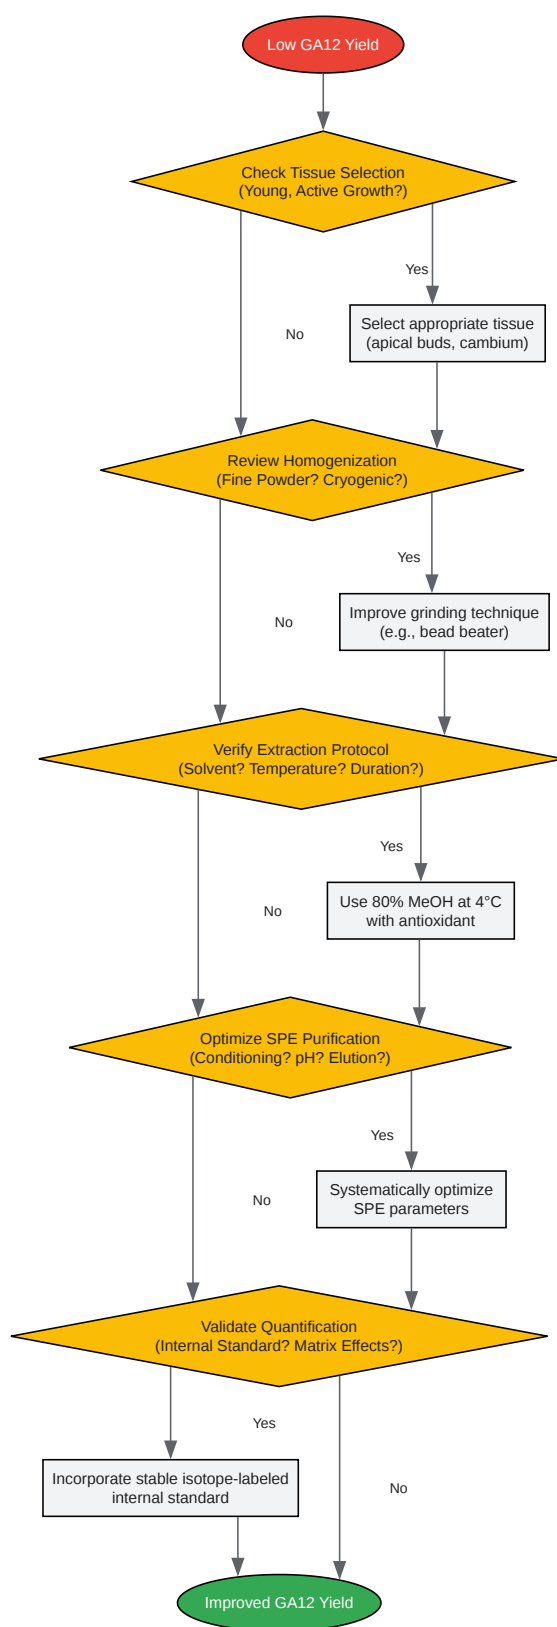 Low GA12 Yield
Check Tissue Selection
(Young, Active Growth?)
Yes
No
Select appropriate tissue
(apical buds, cambium)
Review Homogenization
(Fine Powder? Cryogenic?)
Yes
No
Improve grinding technique
(e.g., bead beater)
Verify Extraction Protocol
(Solvent? Temperature? Duration?)
Yes
No
Use 80% MeOH at 4°C
with antioxidant
Optimize SPE Purification
(Conditioning? pH? Elution?)
Yes
No
Systematically optimize
SPE parameters
Validate Quantification
(Internal Standard? Matrix Effects?)
Yes
No
Incorporate stable isotope-labeled
internal standard
Improved GA12 Yield